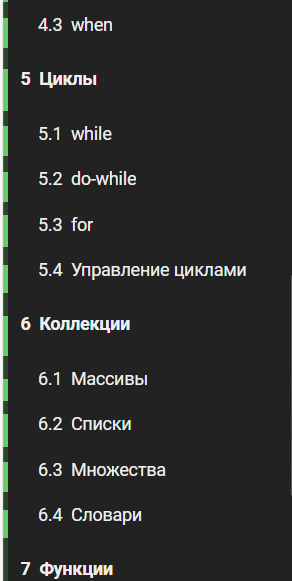 4.3 when
5 Циклы
5.1 while
5.2 do-while
5.3 for
5.4 Управление циклами
6 Коллекции
6.1 Массивы
6.2 Списки
6.3 Множества
6.4 Словари
7 Функции